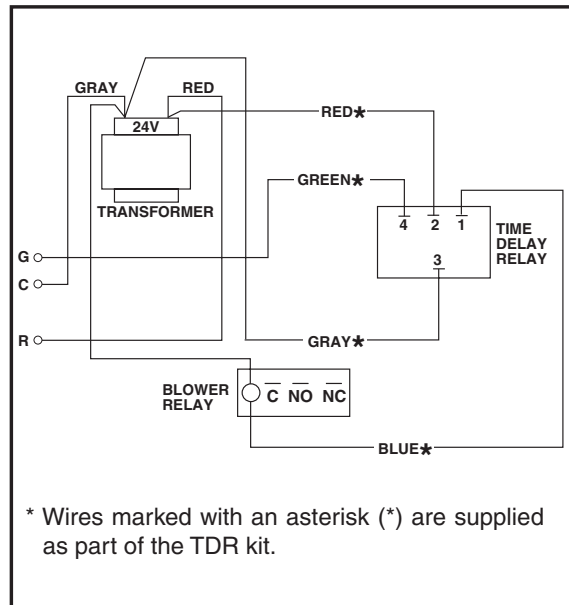 GRAY
RED
24V
TRANSFORMER
RED*
GREEN*
4 2 1
3
TIME
DELAY
RELAY
G
C
R
GRAY*
BLOWER
RELAY
C NO NC
BLUE*
* Wires marked with an asterisk (*) are supplied
as part of the TDR kit.